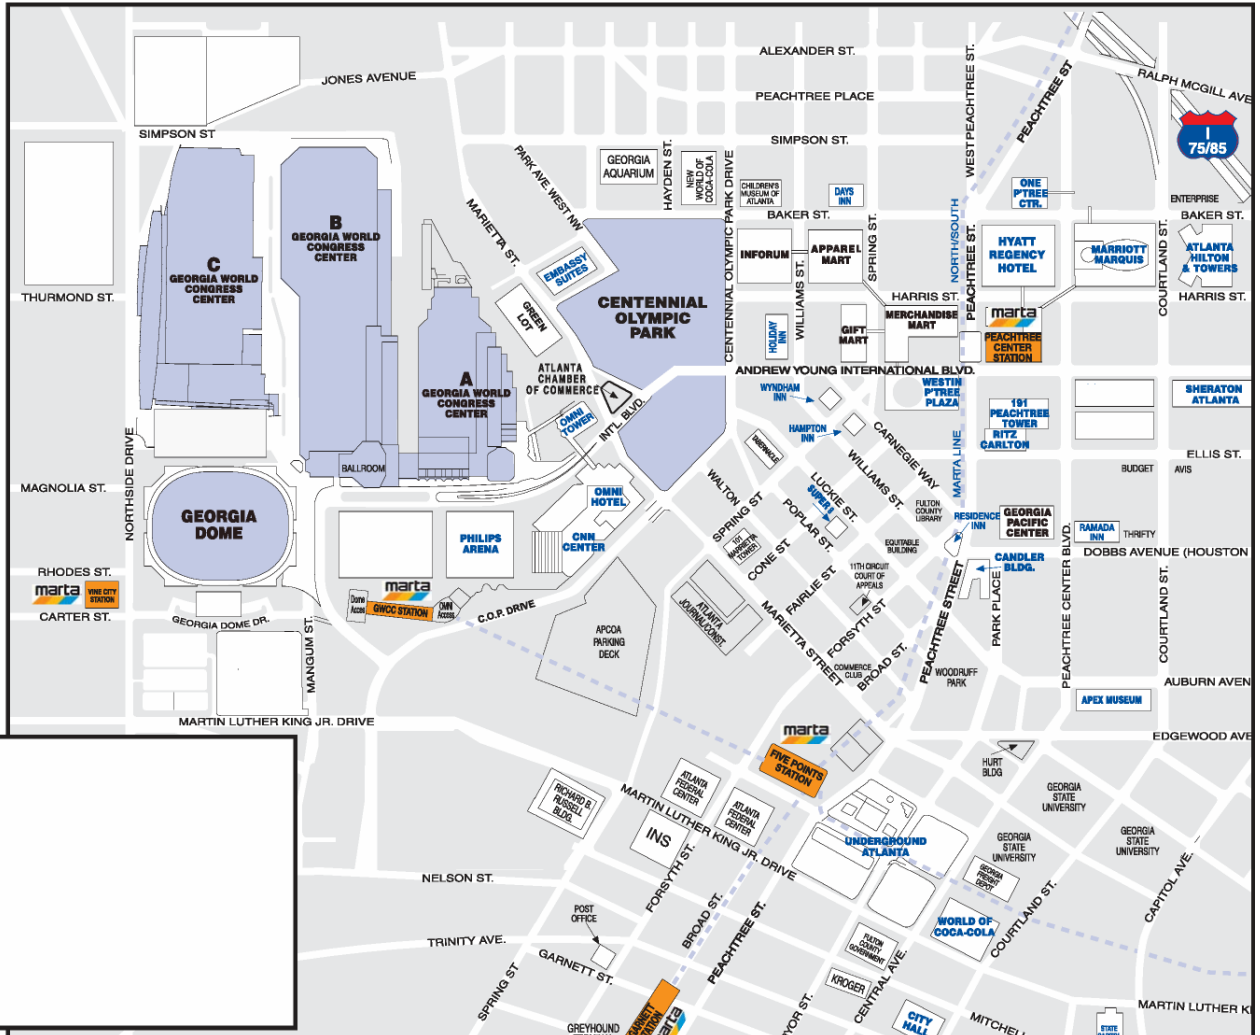 ALEXANDER ST.
JONES AVENUE
RALPH MCGILL AVE
PEACHTREE PLACE
WEST PEACHTREE ST.
PEACHTREE ST
I
75/85
SIMPSON ST
SIMPSON ST.
PARK AVE. WEST NW
GEORGIA
AQUARIUM
HAYDEN ST.
NEW
WORLD OF
COCA-COLA
CENTENNIAL OLYMPIC PARK DRIVE
CHILDREN'S
MUSEUM OF
ATLANTA
DAYS
INN
ONE
P'TREE
CTR.
ENTERPRISE
BAKER ST.
BAKER ST.
MARIETTA ST.
B
GEORGIA WORLD
CONGRESS
CENTER
C
GEORGIA WORLD
CONGRESS
CENTER
EMBASSY
SUITES
INFORUM
APPAREL
MART
SPRING ST.
WILLIAMS ST.
NORTH/SOUTH
PEACHTREE ST.
HYATT
REGENCY
HOTEL
MARRIOTT
MARQUIS
COURTLAND ST.
ATLANTA
HILTON
& TOWERS
THURMOND ST.
HARRIS ST.
HARRIS ST.
CENTENNIAL
OLYMPIC
PARK
GREEN
LOT
HOLIDAY
INN
GIFT
MART
MERCHANDISE
MART
marta
PEACHTREE
CENTER
STATION
ATLANTA
CHAMBER
OF COMMERCE
ANDREW YOUNG INTERNATIONAL BLVD.
A
GEORGIA WORLD
CONGRESS
CENTER
WYNDHAM
INN
WESTIN
P'TREE
PLAZA
SHERATON
ATLANTA
191
PEACHTREE
TOWER
RITZ
CARLTON
OMNI
TOWER
INT'L. BLVD.
HAMPTON
INN
CARNEGIE WAY
NORTHSIDE DRIVE
TABERNACLE
MARTA LINE
ELLIS ST.
BALLROOM
BUDGET
AVIS
MAGNOLIA ST.
WALTON
SPRING ST
LUCKIE ST.
SUPER 8
POPLAR ST.
WILLIAMS ST.
GEORGIA
DOME
OMNI
HOTEL
FULTON
COUNTY
LIBRARY
RESIDENCE
INN
GEORGIA
PACIFIC
CENTER
RAMADA
INN
THRIFTY
PHILIPS
ARENA
CNN
CENTER
101
MARIETTA
TOWER
CONE ST
EQUITABLE
BUILDING
DOBBS AVENUE (HOUSTON
CANDLER
BLDG.
RHODES ST.
marta
VINE CITY
STATION
CARTER ST.
GEORGIA DOME DR.
MANGUM ST.
marta
Dome
Acces
GWCC STATION
OMNI
Access
C.O.P. DRIVE
11TH CIRCUIT
COURT OF
APPEALS
FAIRLIE ST
FORSYTH ST
ATLANTA
JOURNAL/CONST.
MARIETTA STREET
PEACHTREE STREET
PARK PLACE
PEACHTREE CENTER BLVD.
COURTLAND ST.
APCOA
PARKING
DECK
COMMERCE
CLUB
BROAD ST.
WOODRUFF
PARK
AUBURN AVEN
APEX MUSEUM
MARTIN LUTHER KING JR. DRIVE
EDGEWOOD AVE
marta
FIVE POINTS
STATION
HURT
BLDG
RICHARD B.
RUSSELL
BLDG.
ATLANTA
FEDERAL
CENTER
ATLANTA
FEDERAL
CENTER
MARTIN LUTHER KING JR. DRIVE
GEORGIA
STATE
UNIVERSITY
INS
UNDERGROUND
ATLANTA
GEORGIA
STATE
UNIVERSITY
GEORGIA
STATE
UNIVERSITY
NELSON ST.
FORSYTH ST.
GEORGIA
FREIGHT
DEPOT
CAPITOL AVE.
POST
OFFICE
BROAD ST.
PEACHTREE ST.
WORLD OF
COCA-COLA
COURTLAND ST.
TRINITY AVE.
GARNETT ST.
FULTON
COUNTY
GOVERNMENT
SPRING ST
KROGER
CENTRAL AVE.
GREYHOUND
GARNETT
STATION
marta
YOR ST.
CITY
HALL
MITCHELL
MARTIN LUTHER K
STATE